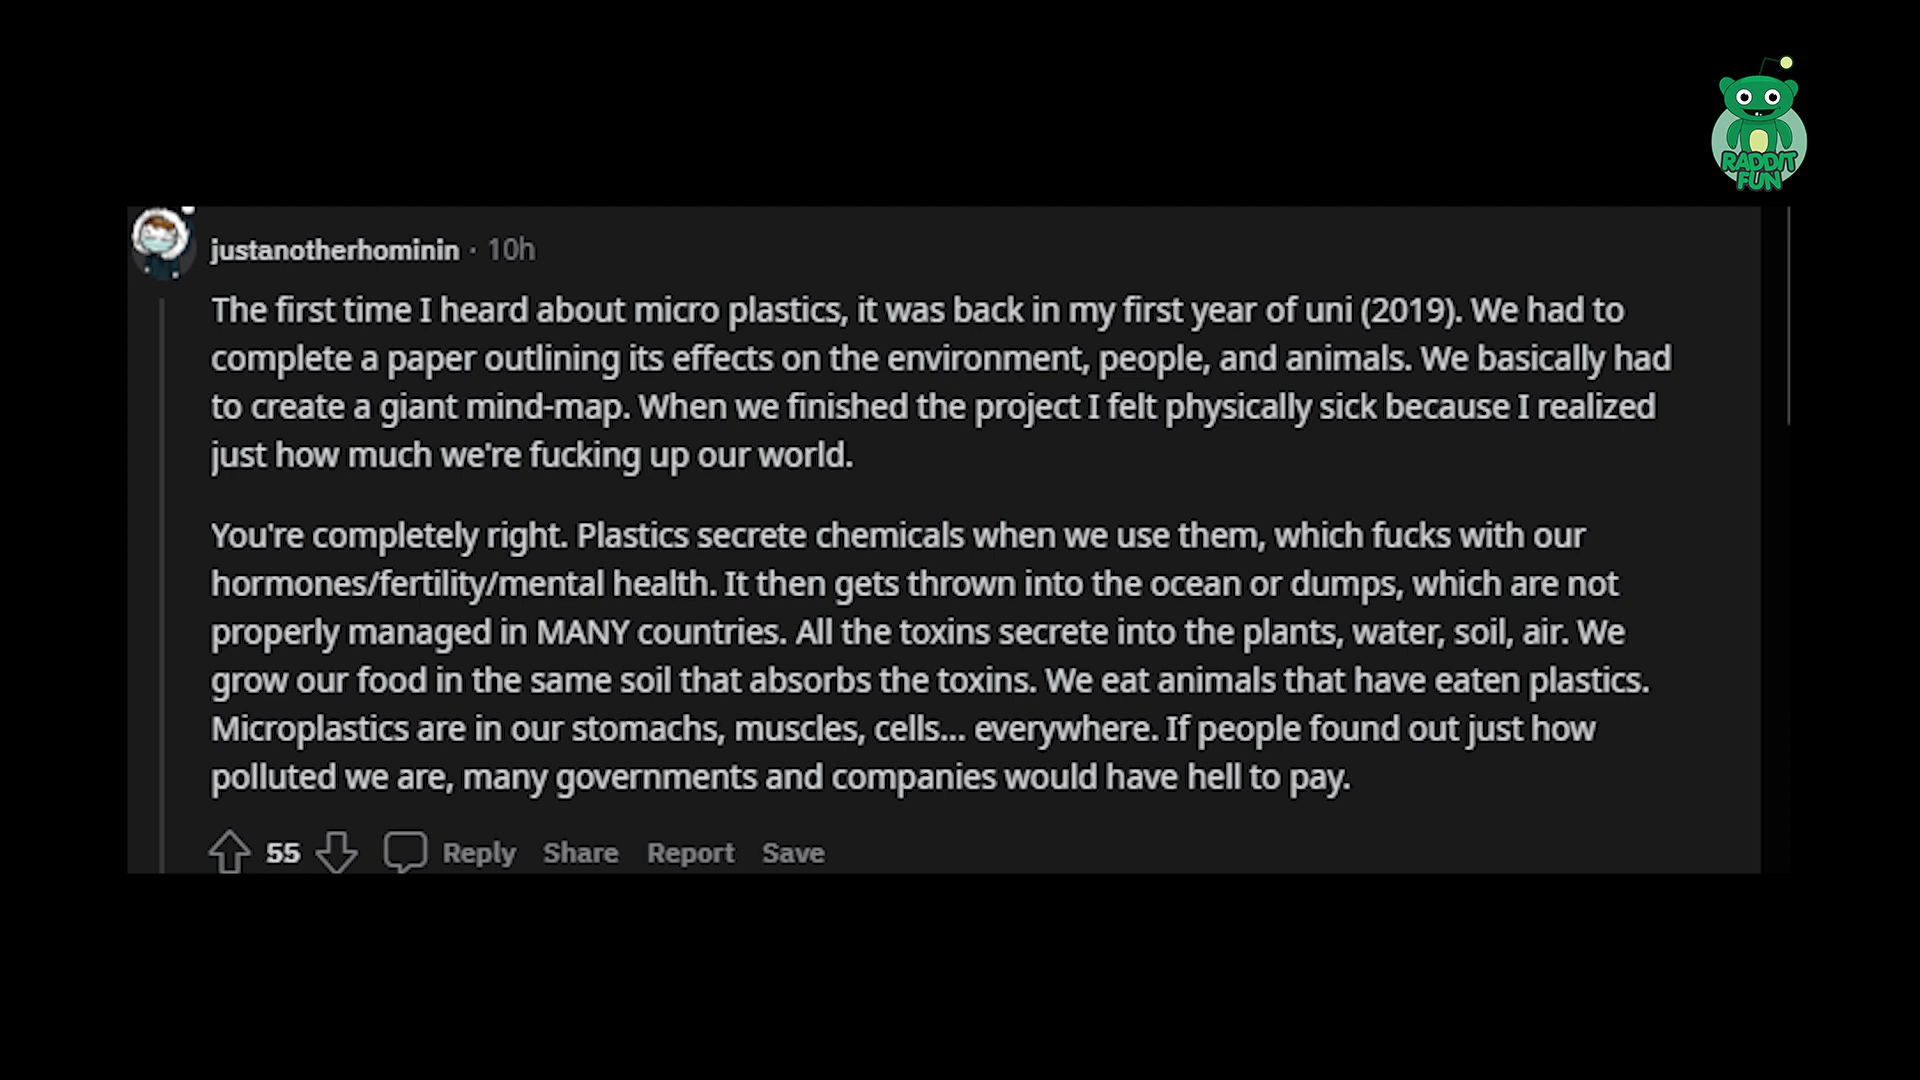 RADDIT
FUN
justanotherhominin · 10h
The first time I heard about micro plastics, it was back in my first year of uni (2019). We had to
complete a paper outlining its effects on the environment, people, and animals. We basically had
to create a giant mind-map. When we finished the project I felt physically sick because I realized
just how much we're fucking up our world.
You're completely right. Plastics secrete chemicals when we use them, which fucks with our
hormones/fertility/mental health. It then gets thrown into the ocean or dumps, which are not
properly managed in MANY countries. All the toxins secrete into the plants, water, soil, air. We
grow our food in the same soil that absorbs the toxins. We eat animals that have eaten plastics.
Microplastics are in our stomachs, muscles, cells... everywhere. If people found out just how
polluted we are, many governments and companies would have hell to pay.
55 Reply Share Report Save